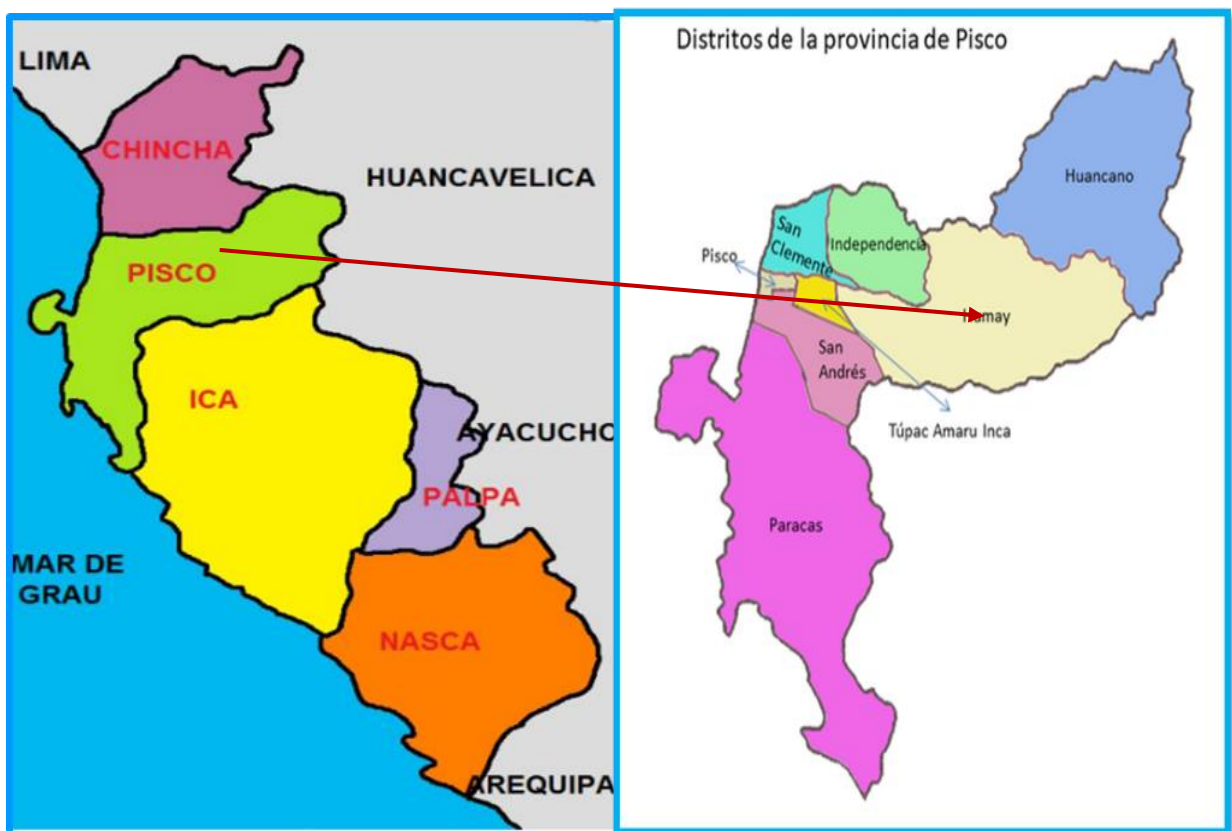 LIMA
CHINCHA
HUANCAVELICA
PISCO
ICA
AYACUCHO
PALPA
MAR DE
GRAU
NASCA
AREQUIPA
Distritos de la provincia de Pisco
Huancano
San
Clemente
Independencia
Pisco
San
Andrés
Túpac Amaru Inca
Paracas